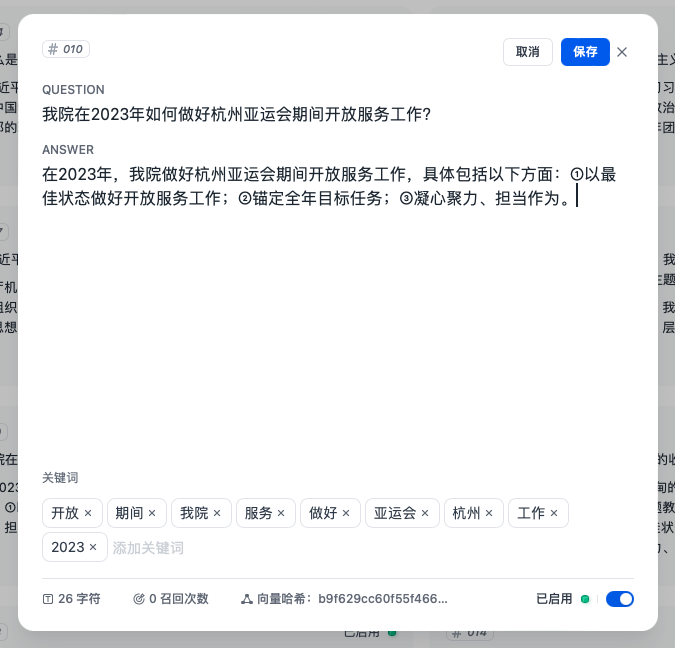 # 010
取消
保存
QUESTION
我院在2023年如何做好杭州亚运会期间开放服务工作?
ANSWER
在2023年，我院做好杭州亚运会期间开放服务工作，具体包括以下方面：①以最
佳状态做好开放服务工作；②锚定全年目标任务；③凝心聚力、担当作为。
关键词
开放 ×
期间 ×
我院 ×
服务 ×
做好 ×
亚运会 ×
杭州 ×
工作 ×
2023 ×
添加关键词
26 字符
0 召回次数
向量哈希：b9f629cc60f55f466...
已启用
已启用
# 014